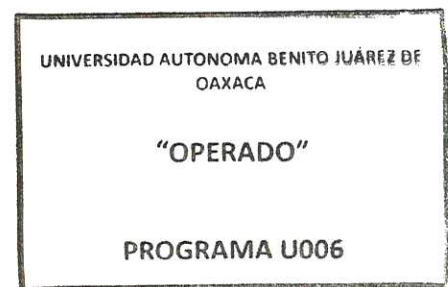 UNIVERSIDAD AUTONOMA BENITO JUÁREZ DE
OAXACA
“OPERADO”
PROGRAMA U006